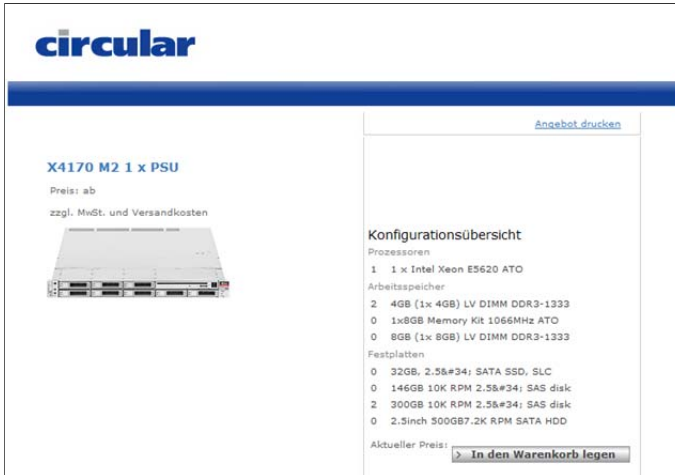 circular
Angebot drucken
X4170 M2 1 x PSU
Preis: ab
zzgl. MwSt. und Versandkosten
Konfigurationsübersicht
Prozessoren
1 1 x Intel Xeon E5620 ATO
Arbeitsspeicher
2 4GB (1x 4GB) LV DIMM DDR3-1333
0 1x8GB Memory Kit 1066MHz ATO
0 8GB (1x 8GB) LV DIMM DDR3-1333
Festplatten
0 32GB, 2.5&#34; SATA SSD, SLC
0 146GB 10K RPM 2.5&#34; SAS disk
2 300GB 10K RPM 2.5&#34; SAS disk
0 2.5inch 500GB7.2K RPM SATA HDD
Aktueller Preis:
> In den Warenkorb legen